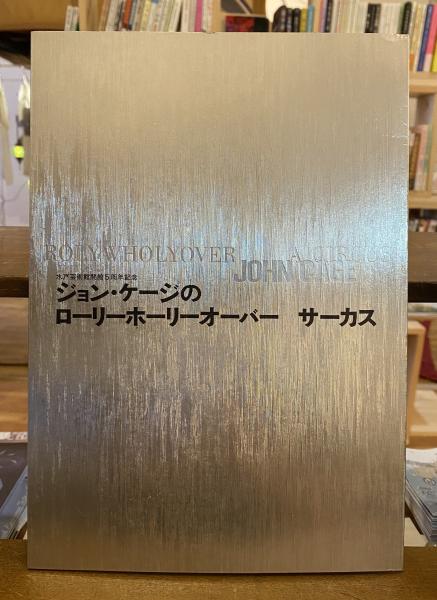 ROLYWHOLYOVER A CIRCUS
JOHN CAGE
水戸芸術館開館5周年記念
ジョン・ケージの
ローリーホーリーオーバー サーカス